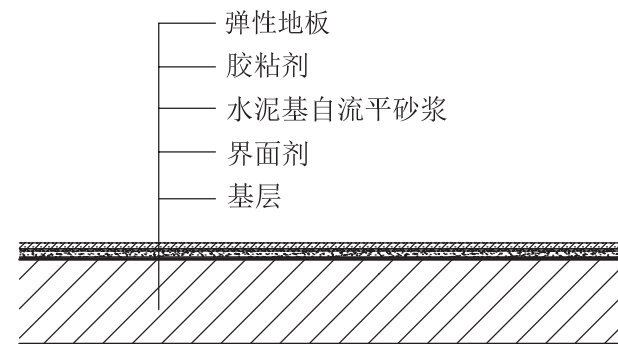 弹性地板
胶粘剂
水泥基自流平砂浆
界面剂
基层